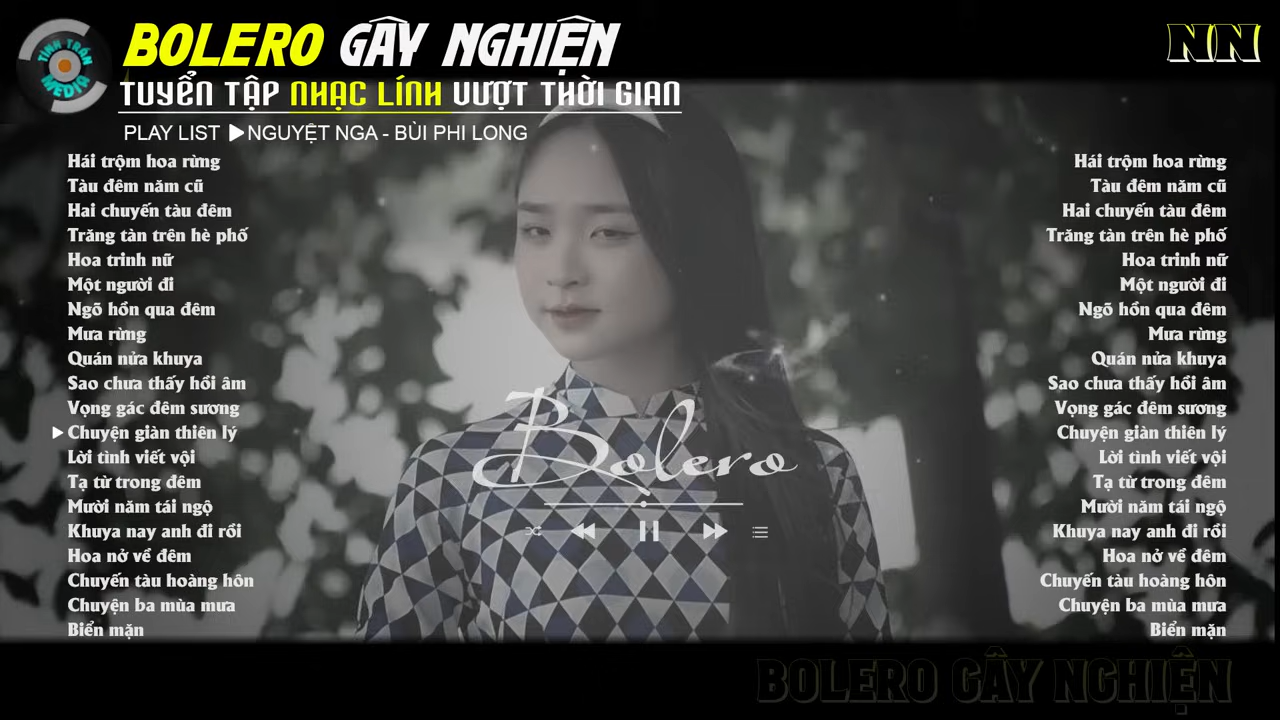 TÌNH TRẦN
MEDIA
BOLERO GÂY NGHIỆN
NN
TUYỂN TẬP NHẠC LÍNH VƯỢT THỜI GIAN
PLAY LIST ▶NGUYỆT NGA - BÙI PHI LONG
Hái trộm hoa rừng
Tàu đêm năm cũ
Hai chuyến tàu đêm
Trăng tàn trên hè phố
Hoa trinh nữ
Một người đi
Ngõ hồn qua đêm
Mưa rừng
Quán nửa khuya
Sao chưa thấy hồi âm
Vọng gác đêm sương
Chuyện giàn thiên lý
Lời tình viết vội
Tạ từ trong đêm
Mười năm tái ngộ
Khuya nay anh đi rồi
Hoa nở về đêm
Chuyến tàu hoàng hôn
Chuyện ba mùa mưa
Biển mặn
Bolero
Hái trộm hoa rừng
Tàu đêm năm cũ
Hai chuyến tàu đêm
Trăng tàn trên hè phố
Hoa trinh nữ
Một người đi
Ngõ hồn qua đêm
Mưa rừng
Quán nửa khuya
Sao chưa thấy hồi âm
Vọng gác đêm sương
Chuyện giàn thiên lý
Lời tình viết vội
Tạ từ trong đêm
Mười năm tái ngộ
Khuya nay anh đi rồi
Hoa nở về đêm
Chuyến tàu hoàng hôn
Chuyện ba mùa mưa
Biển mặn
BOLERO GÂY NGHIỆN